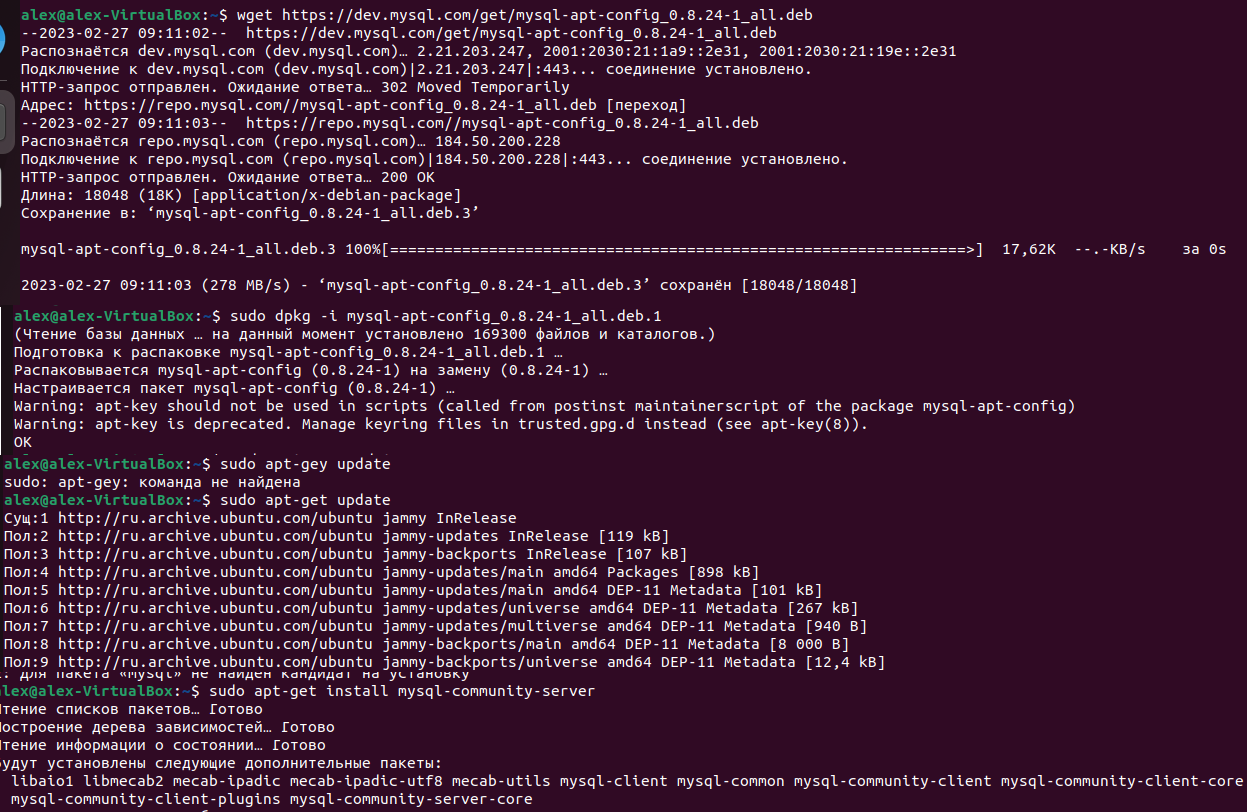 alex@alex-VirtualBox:~$ wget https://dev.mysql.com/get/mysql-apt-config_0.8.24-1_all.deb
--2023-02-27 09:11:02--  https://dev.mysql.com/get/mysql-apt-config_0.8.24-1_all.deb
Распознаётся dev.mysql.com (dev.mysql.com)… 2.21.203.247, 2001:2030:21:1a9::2e31, 2001:2030:21:19e::2e31
Подключение к dev.mysql.com (dev.mysql.com)|2.21.203.247|:443... соединение установлено.
HTTP-запрос отправлен. Ожидание ответа… 302 Moved Temporarily
Адрес: https://repo.mysql.com//mysql-apt-config_0.8.24-1_all.deb [переход]
--2023-02-27 09:11:03--  https://repo.mysql.com//mysql-apt-config_0.8.24-1_all.deb
Распознаётся repo.mysql.com (repo.mysql.com)… 184.50.200.228
Подключение к repo.mysql.com (repo.mysql.com)|184.50.200.228|:443... соединение установлено.
HTTP-запрос отправлен. Ожидание ответа… 200 OK
Длина: 18048 (18K) [application/x-debian-package]
Сохранение в: ‘mysql-apt-config_0.8.24-1_all.deb.3’
mysql-apt-config_0.8.24-1_all.deb.3 100%[================================================================>]  17,62K  --.-KB/s    за 0s
2023-02-27 09:11:03 (278 MB/s) - ‘mysql-apt-config_0.8.24-1_all.deb.3’ сохранён [18048/18048]
alex@alex-VirtualBox:~$ sudo dpkg -i mysql-apt-config_0.8.24-1_all.deb.1
(Чтение базы данных … на данный момент установлено 169300 файлов и каталогов.)
Подготовка к распаковке mysql-apt-config_0.8.24-1_all.deb.1 …
Распаковывается mysql-apt-config (0.8.24-1) на замену (0.8.24-1) …
Настраивается пакет mysql-apt-config (0.8.24-1) …
Warning: apt-key should not be used in scripts (called from postinst maintainerscript of the package mysql-apt-config)
Warning: apt-key is deprecated. Manage keyring files in trusted.gpg.d instead (see apt-key(8)).
OK
alex@alex-VirtualBox:~$ sudo apt-gey update
sudo: apt-gey: команда не найдена
alex@alex-VirtualBox:~$ sudo apt-get update
Сущ:1 http://ru.archive.ubuntu.com/ubuntu jammy InRelease
Пол:2 http://ru.archive.ubuntu.com/ubuntu jammy-updates InRelease [119 kB]
Пол:3 http://ru.archive.ubuntu.com/ubuntu jammy-backports InRelease [107 kB]
Пол:4 http://ru.archive.ubuntu.com/ubuntu jammy-updates/main amd64 Packages [898 kB]
Пол:5 http://ru.archive.ubuntu.com/ubuntu jammy-updates/main amd64 DEP-11 Metadata [101 kB]
Пол:6 http://ru.archive.ubuntu.com/ubuntu jammy-updates/universe amd64 DEP-11 Metadata [267 kB]
Пол:7 http://ru.archive.ubuntu.com/ubuntu jammy-updates/multiverse amd64 DEP-11 Metadata [940 B]
Пол:8 http://ru.archive.ubuntu.com/ubuntu jammy-backports/main amd64 DEP-11 Metadata [8 000 B]
Пол:9 http://ru.archive.ubuntu.com/ubuntu jammy-backports/universe amd64 DEP-11 Metadata [12,4 kB]
для пакета «mysql» не найден кандидат на установку
lex@alex-VirtualBox:~$ sudo apt-get install mysql-community-server
Чтение списков пакетов… Готово
Построение дерева зависимостей… Готово
Чтение информации о состоянии… Готово
Будут установлены следующие дополнительные пакеты:
libaio1 libmecab2 mecab-ipadic mecab-ipadic-utf8 mecab-utils mysql-client mysql-common mysql-community-client mysql-community-client-core
mysql-community-client-plugins mysql-community-server-core